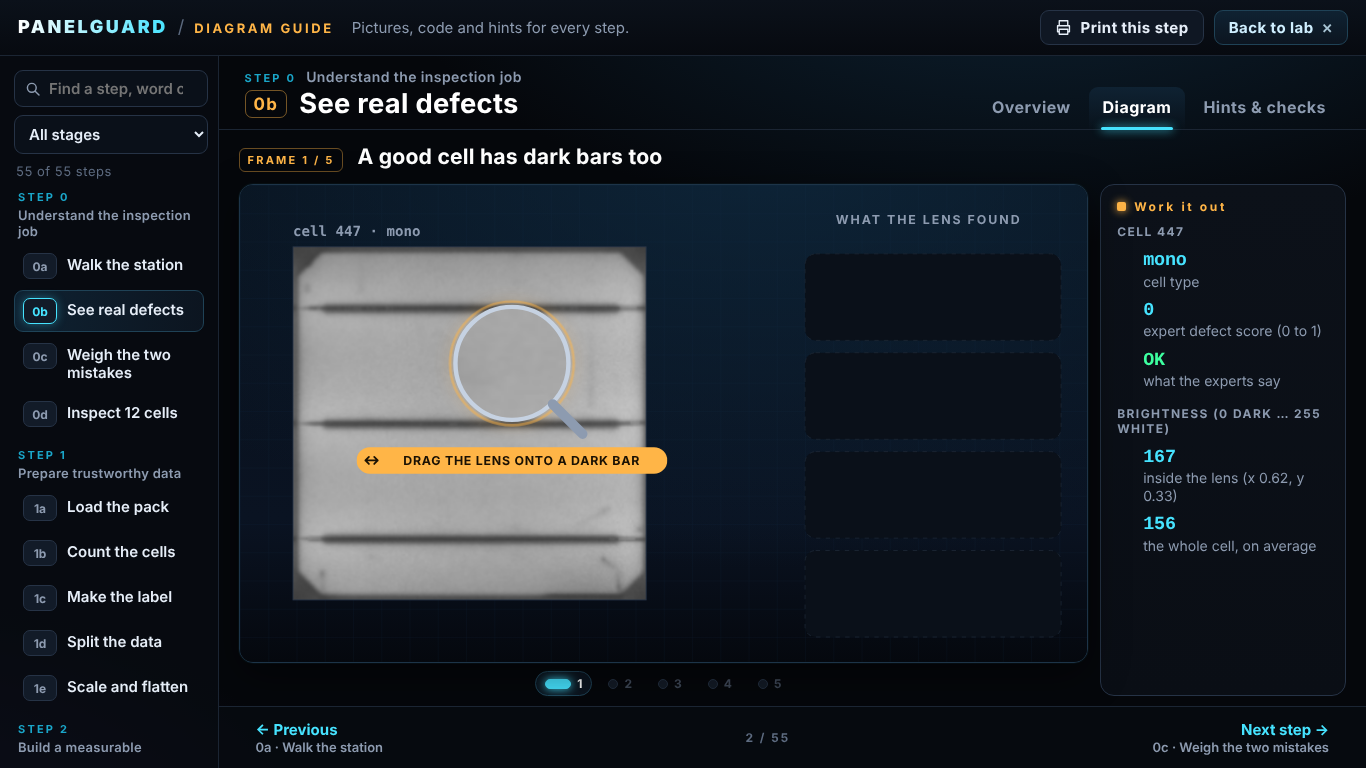 PANELGUARD / DIAGRAM GUIDE Pictures, code and hints for every step.
Print this step
Back to lab ×
Find a step, word c
All stages
55 of 55 steps
STEP 0
Understand the inspection
job
0a Walk the station
0b See real defects
0c Weigh the two
mistakes
0d Inspect 12 cells
STEP 1
Prepare trustworthy data
1a Load the pack
1b Count the cells
1c Make the label
1d Split the data
1e Scale and flatten
STEP 2
Build a measurable
STEP 0 Understand the inspection job
0b See real defects
Overview
Diagram
Hints & checks
FRAME 1 / 5 A good cell has dark bars too
cell 447 · mono
DRAG THE LENS ONTO A DARK BAR
WHAT THE LENS FOUND
Work it out
CELL 447
mono
cell type
0
expert defect score (0 to 1)
OK
what the experts say
BRIGHTNESS (0 DARK … 255
WHITE)
167
inside the lens (x 0.62, y
0.33)
156
the whole cell, on average
1 2 3 4 5
← Previous
0a · Walk the station
2 / 55
Next step →
0c · Weigh the two mistakes